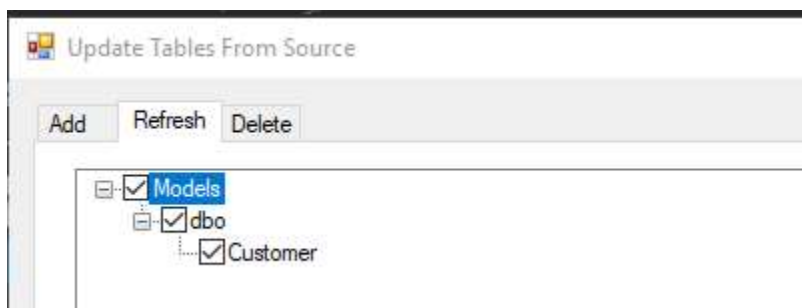 Update Tables From Source
Add Refresh Delete
Models
dbo
Customer